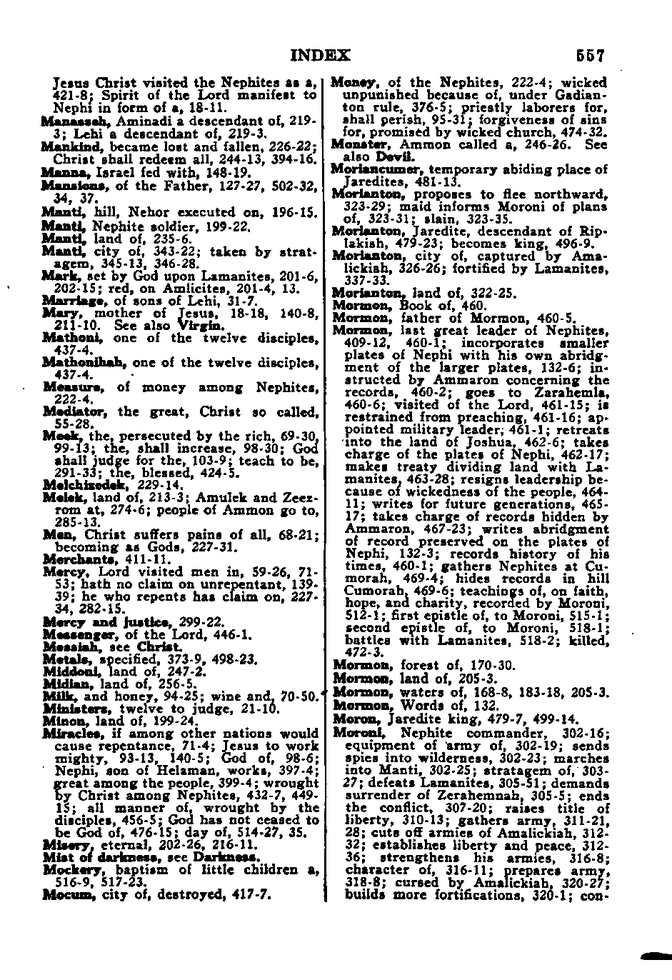 INDEX 557
Jesus Christ visited the Nephites as a,
421-8; Spirit of the Lord manifest to
Nephi in form of a, 18-11.
Manasseh, Aminadi a descendant of, 219-
3; Lehi a descendant of, 219-3.
Mankind, became lost and fallen, 226-22;
Christ shall redeem all, 244-13, 394-16.
Manna, Israel fed with, 148-19.
Mansions, of the Father, 127-27, 502-32,
34, 37.
Manti, hill, Nehor executed on, 196-15.
Manti, Nephite soldier, 199-22.
Manti, land of, 235-6.
Manti, city of, 343-22; taken by strat-
agem, 345-13, 346-28.
Mark, set by God upon Lamanites, 201-6,
202-15; red, on Amlicites, 201-4, 13.
Marriage, of sons of Lehi, 31-7.
Mary, mother of Jesus, 18-18, 140-8,
211-10. See also Virgin.
Mathoni, one of the twelve disciples,
437-4.
Mathonihah, one of the twelve disciples,
437-4.
Measure, of money among Nephites,
222-4.
Mediator, the great, Christ so called,
55-28.
Meek, the, persecuted by the rich, 69-30,
99-13; the, shall increase, 98-30; God
shall judge for the, 103-9; teach to be,
291-33; the, blessed, 424-5.
Melchizedek, 229-14.
Melek, land of, 213-3; Amulek and Zeez-
rom at, 274-6; people of Ammon go to,
285-13.
Men, Christ suffers pains of all, 68-21;
becoming as Gods, 227-31.
Merchants, 411-11.
Mercy, Lord visited men in, 59-26, 71-
53; hath no claim on unrepentant, 139-
39; he who repents has claim on, 227-
34, 282-15.
Mercy and justice, 299-22.
Messenger, of the Lord, 446-1.
Messiah, see Christ.
Metals, specified, 373-9, 498-23.
Middoni, land of, 247-2.
Midian, land of, 256-5.
Milk, and honey, 94-25; wine and, 70-50.
Ministers, twelve to judge, 21-10.
Minon, land of, 199-24.
Miracles, if among other nations would
cause repentance, 71-4; Jesus to work
mighty, 93-13, 140-5; God of, 98-6;
Nephi, son of Helaman, works, 397-4;
great among the people, 399-4; wrought
by Christ among Nephites, 432-7, 449-
15; all manner of, wrought by the
disciples, 456-5; God has not ceased to
be God of, 476-15; day of, 514-27, 35.
Misery, eternal, 202-26, 216-11.
Mist of darkness, see Darkness.
Mockery, baptism of little children a,
516-9, 517-23.
Mocum, city of, destroyed, 417-7.
Money, of the Nephites, 222-4; wicked
unpunished because of, under Gadian-
ton rule, 376-5; priestly laborers for,
shall perish, 95-31; forgiveness of sins
for, promised by wicked church, 474-32.
Monster, Ammon called a, 246-26. See
also Devil.
Moriancumer, temporary abiding place of
Jaredites, 481-13.
Morianton, proposes to flee northward,
323-29; maid informs Moroni of plans
of, 323-31; slain, 323-35.
Morianton, Jaredite, descendant of Rip-
lakish, 479-23; becomes king, 496-9.
Morianton, city of, captured by Ama-
lickiah, 326-26; fortified by Lamanites,
337-33.
Morianton, land of, 322-25.
Mormon, Book of, 460.
Mormon, father of Mormon, 460-5.
Mormon, last great leader of Nephites,
409-12, 460-1; incorporates smaller
plates of Nephi with his own abridg-
ment of the larger plates, 132-6; in-
structed by Ammaron concerning the
records, 460-2; goes to Zarahemla,
460-6; visited of the Lord, 461-15; is
restrained from preaching, 461-16; ap-
pointed military leader; 461-1; retreats
into the land of Joshua, 462-6; takes
charge of the plates of Nephi, 462-17;
makes treaty dividing land with La-
manites, 463-28; resigns leadership be-
cause of wickedness of the people, 464-
11; writes for future generations, 465-
17; takes charge of records hidden by
Ammaron, 467-23; writes abridgment
of record preserved on the plates of
Nephi, 132-3; records history of his
times, 460-1; gathers Nephites at Cu-
morah, 469-4; hides records in hill
Cumorah, 469-6; teachings of, on faith,
hope, and charity, recorded by Moroni,
512-1; first epistle of, to Moroni, 515-1;
second epistle of, to Moroni, 518-1;
battles with Lamanites, 518-2; killed,
472-3.
Mormon, forest of, 170-30.
Mormon, land of, 205-3.
Mormon, waters of, 168-8, 183-18, 205-3.
Mormon, Words of, 132.
Moron, Jaredite king, 479-7, 499-14.
Moroni, Nephite commander, 302-16;
equipment of army of, 302-19; sends
spies into wilderness, 302-23; marches
into Manti, 302-25; stratagem of, 303-
27; defeats Lamanites, 305-51; demands
surrender of Zerahemnah, 305-5; ends
the conflict, 307-20; raises title of
liberty, 310-13; gathers army, 311-21,
28; cuts off armies of Amalickiah, 312-
32; establishes liberty and peace, 312-
36; strengthens his armies, 316-8;
character of, 316-11; prepares army,
318-8; cursed by Amalickiah, 320-27;
builds more fortifications, 320-1; con-